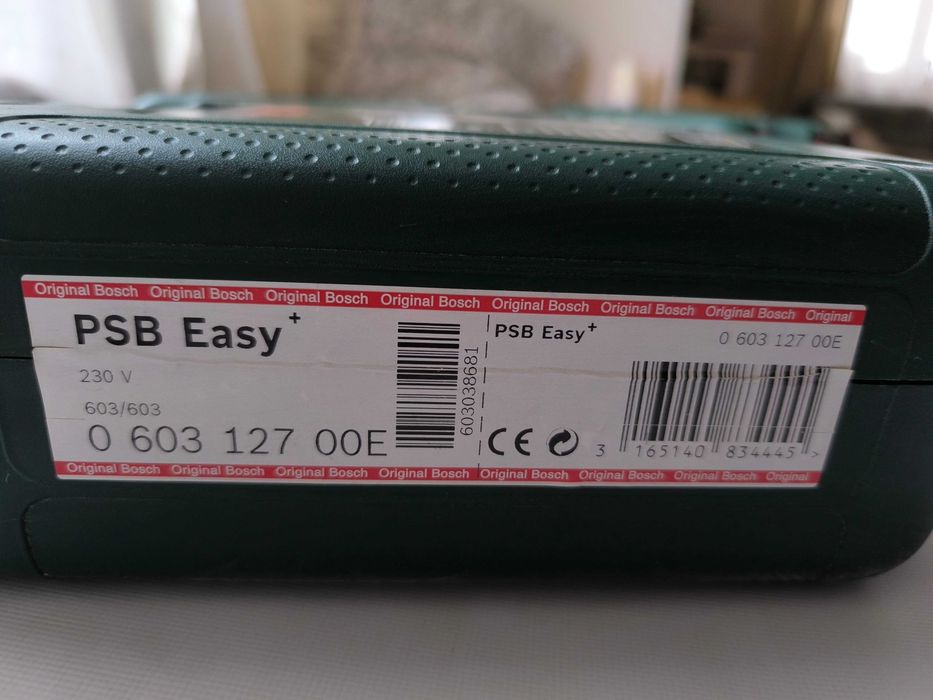 Original Bosch Original Bosch Original Bosch Original Bosch Original Bosch Original Bosch Original Bosch Original
PSB Easy+
230 V
603/603
0 603 127 00E
603038681
PSB Easy+
0 603 127 00E
CE
3 165140 834445 >
Original Bosch Original Bosch Original Bosch Original Bosch Original Bosch Original Bosch Original Bosch Original